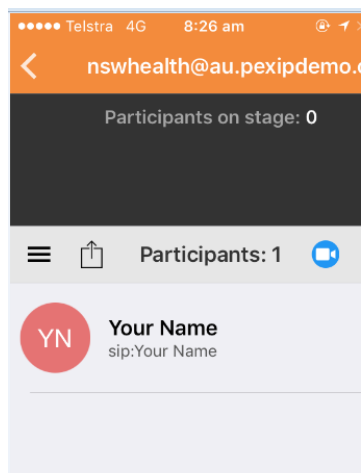 Telstra 4G 8:26 am
nswhealth@au.pexipdemo.
Participants on stage: 0
Participants: 1
YN
Your Name
sip:Your Name